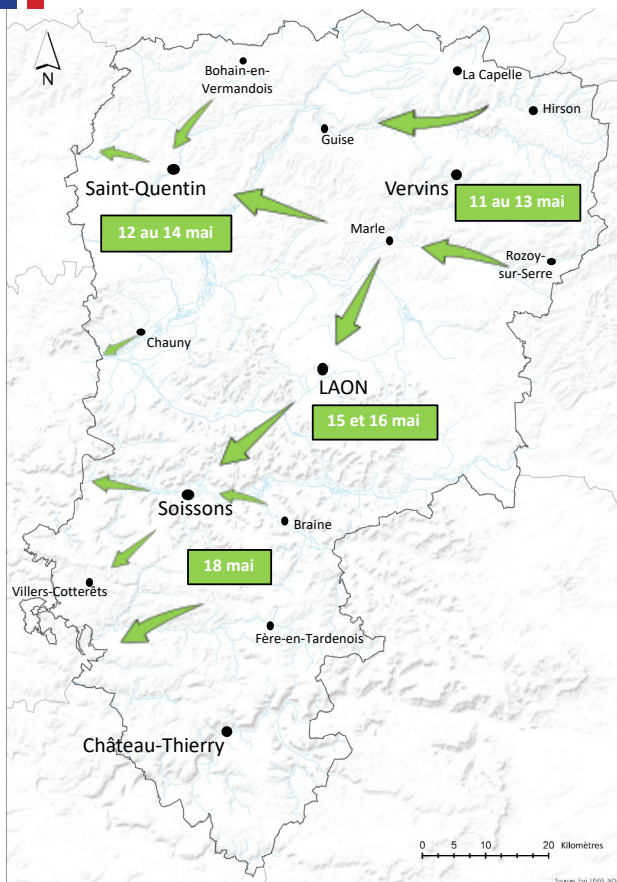 N
Bohain-en-
Vermandois
La Capelle
Hirson
Guise
Saint-Quentin
Vervins
11 au 13 mai
12 au 14 mai
Marle
Rozoy-
sur-Serre
Chauny
LAON
15 et 16 mai
Soissons
Braine
18 mai
Villers-Cotterêts
Fère-en-Tardenois
Château-Thierry
0 5 10 20 Kilomètres